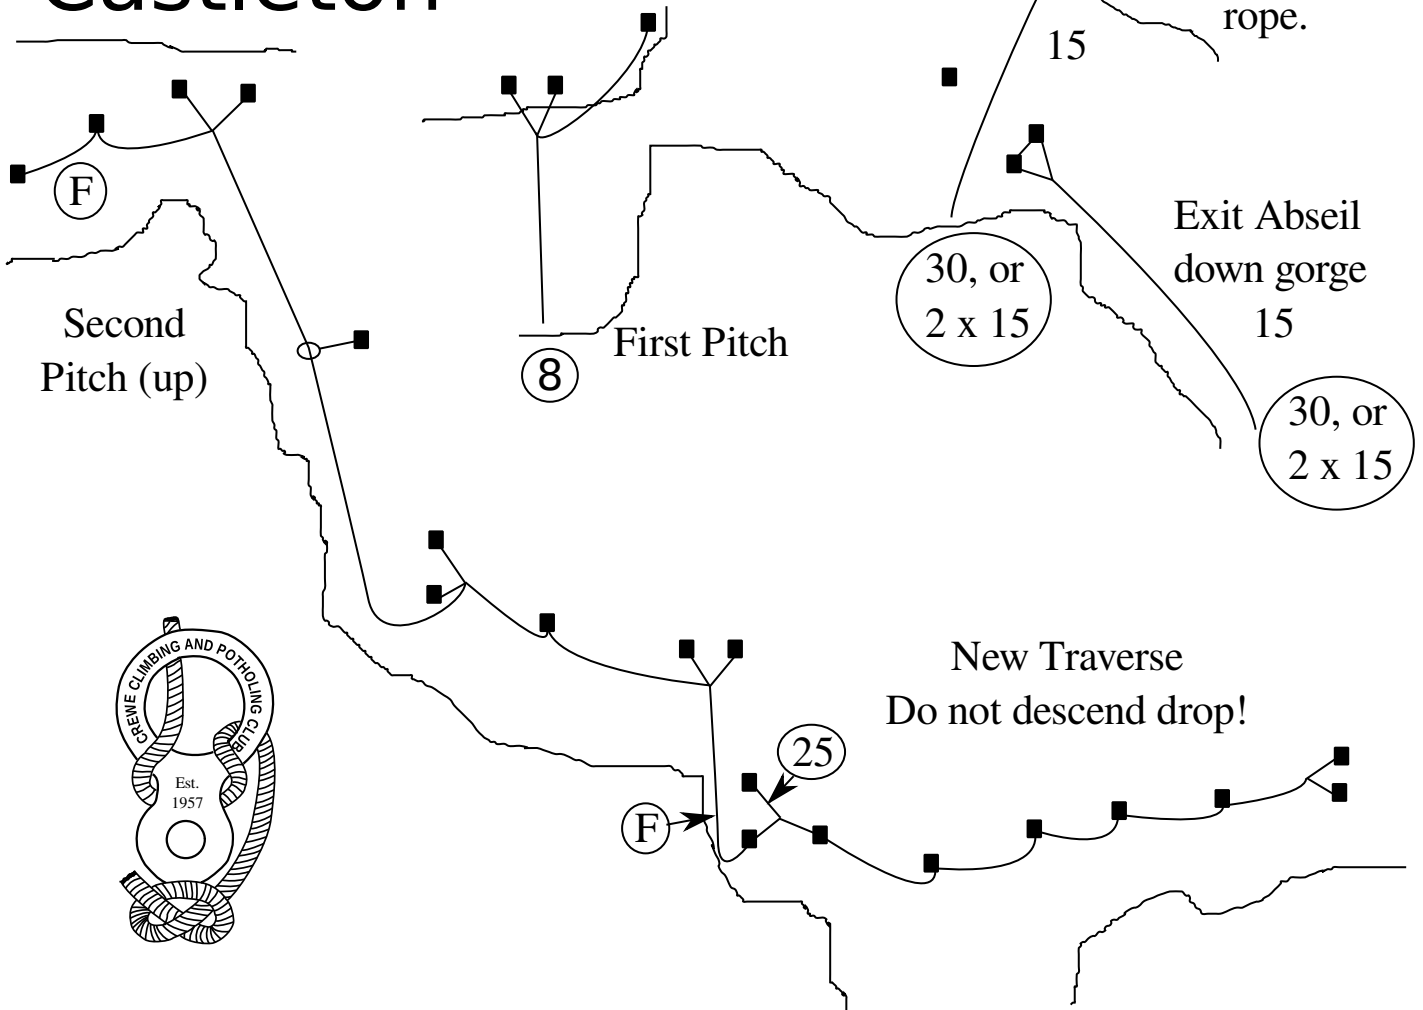 rope.
15
F
Exit Abseil
down gorge
15
30, or
2 x 15
Second
Pitch (up)
First Pitch
8
30, or
2 x 15
New Traverse
Do not descend drop!
25
F
CREWE CLIMBING AND POTHOLING CLUB
Est.
1957